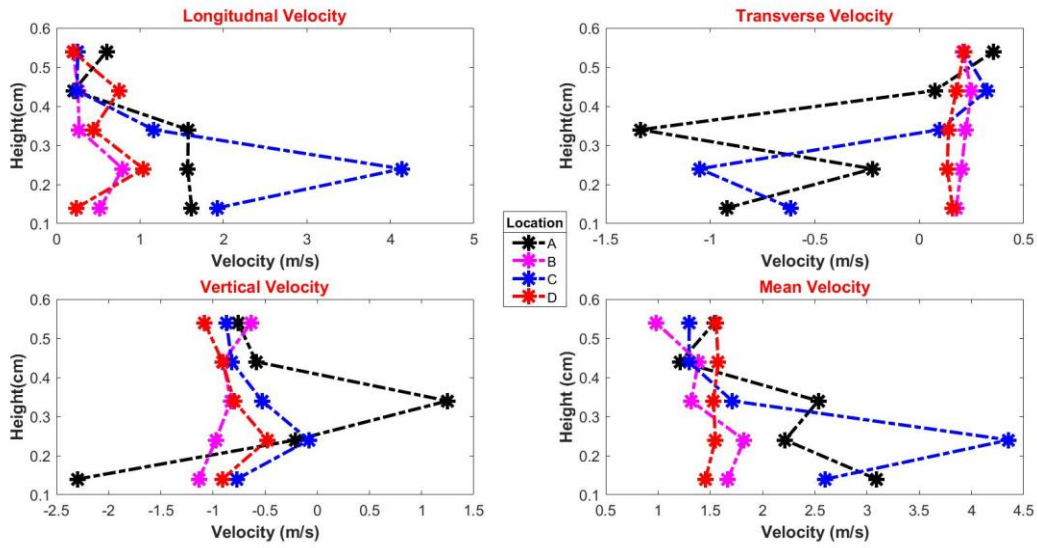 Longitudnal Velocity
0.6
0.5
0.4
0.3
0.2
0.1
Height(cm)
0 1 2 3 4 5
Velocity (m/s)
Transverse Velocity
0.6
0.5
0.4
0.3
0.2
0.1
Height(cm)
-1.5 -1 -0.5 0 0.5
Velocity (m/s)
Location
A
B
C
D
Vertical Velocity
0.6
0.5
0.4
0.3
0.2
0.1
Height(cm)
-2.5 -2 -1.5 -1 -0.5 0 0.5 1 1.5
Velocity (m/s)
Mean Velocity
0.6
0.5
0.4
0.3
0.2
0.1
Height (cm)
0.5 1 1.5 2 2.5 3 3.5 4 4.5
Velocity (m/s)